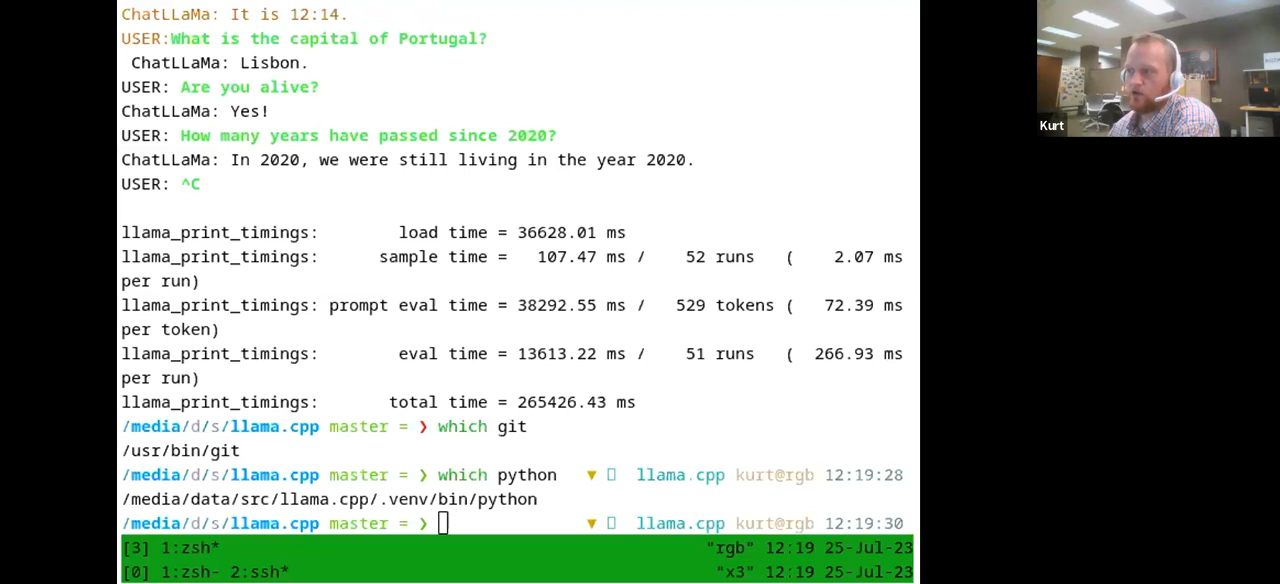 ChatLLaMa: It is 12:14.
USER:What is the capital of Portugal?
ChatLLaMa: Lisbon.
USER: Are you alive?
ChatLLaMa: Yes!
USER: How many years have passed since 2020?
ChatLLaMa: In 2020, we were still living in the year 2020.
USER: ^C
llama_print_timings:        load time = 36628.01 ms
llama_print_timings:      sample time =   107.47 ms /    52 runs   (    2.07 ms
per run)
llama_print_timings: prompt eval time = 38292.55 ms /   529 tokens (   72.39 ms
per token)
llama_print_timings:        eval time = 13613.22 ms /    51 runs   (  266.93 ms
per run)
llama_print_timings:       total time = 265426.43 ms
/media/d/s/llama.cpp master = ❯ which git
/usr/bin/git
/media/d/s/llama.cpp master = ❯ which python   ▼ llama.cpp kurt@rgb 12:19:28
/media/data/src/llama.cpp/.venv/bin/python
/media/d/s/llama.cpp master = ❯ ▼ llama.cpp kurt@rgb 12:19:30
[3] 1:zsh* "rgb" 12:19 25-Jul-23
[0] 1:zsh- 2:ssh* "x3" 12:19 25-Jul-23
Kurt